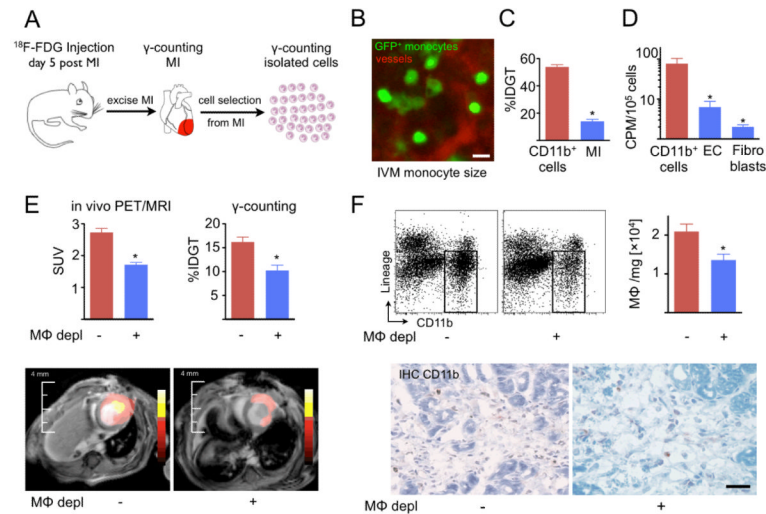 A
18F-FDG Injection
day 5 post MI
γ-counting
MI
γ-counting
isolated cells
excise MI
cell selection
from MI
B
GFP+ monocytes
vessels
IVM monocyte size
C
%IDGT
60
40
20
0
*
CD11b+
cells
MI
D
CPM/10⁵ cells
100
10
1
*
*
CD11b+
cells
EC
Fibro
blasts
E
in vivo PET/MRI
SUV
3
2
1
0
*
γ-counting
%IDGT
20
15
10
5
0
*
MΦ depl
-
+
-
+
4 mm
4 mm
MΦ depl
-
+
F
Lineage
CD11b
MΦ /mg [×10⁴]
2
1
0
*
MΦ depl
-
+
-
+
IHC CD11b
MΦ depl
-
+